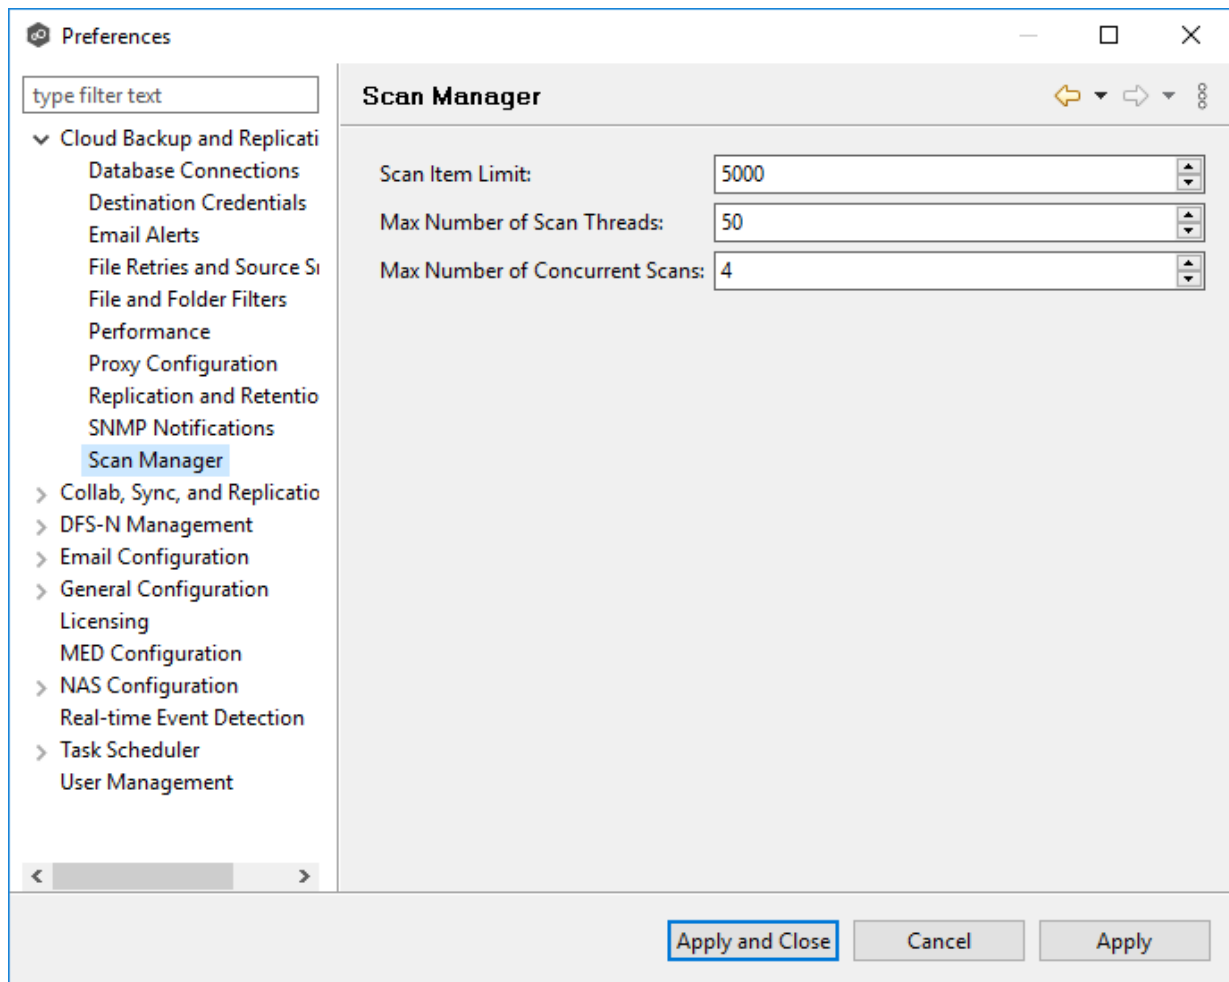 Preferences
type filter text
Cloud Backup and Replicati
Database Connections
Destination Credentials
Email Alerts
File Retries and Source Sn
File and Folder Filters
Performance
Proxy Configuration
Replication and Retentio
SNMP Notifications
Scan Manager
Collab, Sync, and Replicatio
DFS-N Management
Email Configuration
General Configuration
Licensing
MED Configuration
NAS Configuration
Real-time Event Detection
Task Scheduler
User Management
Scan Manager
Scan Item Limit: 5000
Max Number of Scan Threads: 50
Max Number of Concurrent Scans: 4
Apply and Close Cancel Apply